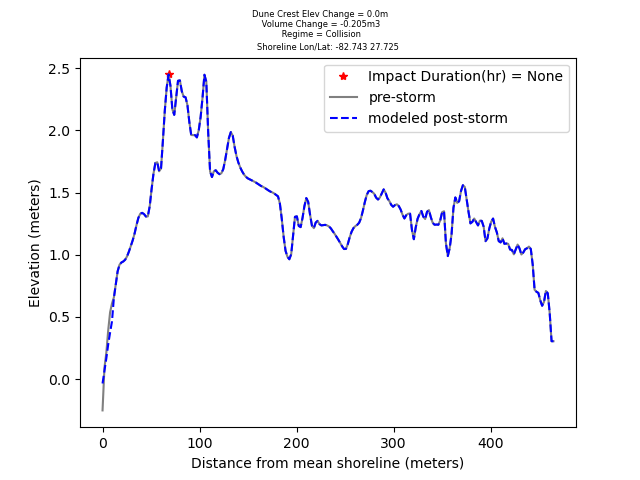 Dune Crest Elev Change = 0.0m
Volume Change = -0.205m3
Regime = Collision
Shoreline Lon/Lat: -82.743 27.725
Impact Duration(hr) = None
pre-storm
modeled post-storm
2.5
2.0
1.5
1.0
0.5
0.0
Elevation (meters)
0 100 200 300 400
Distance from mean shoreline (meters)